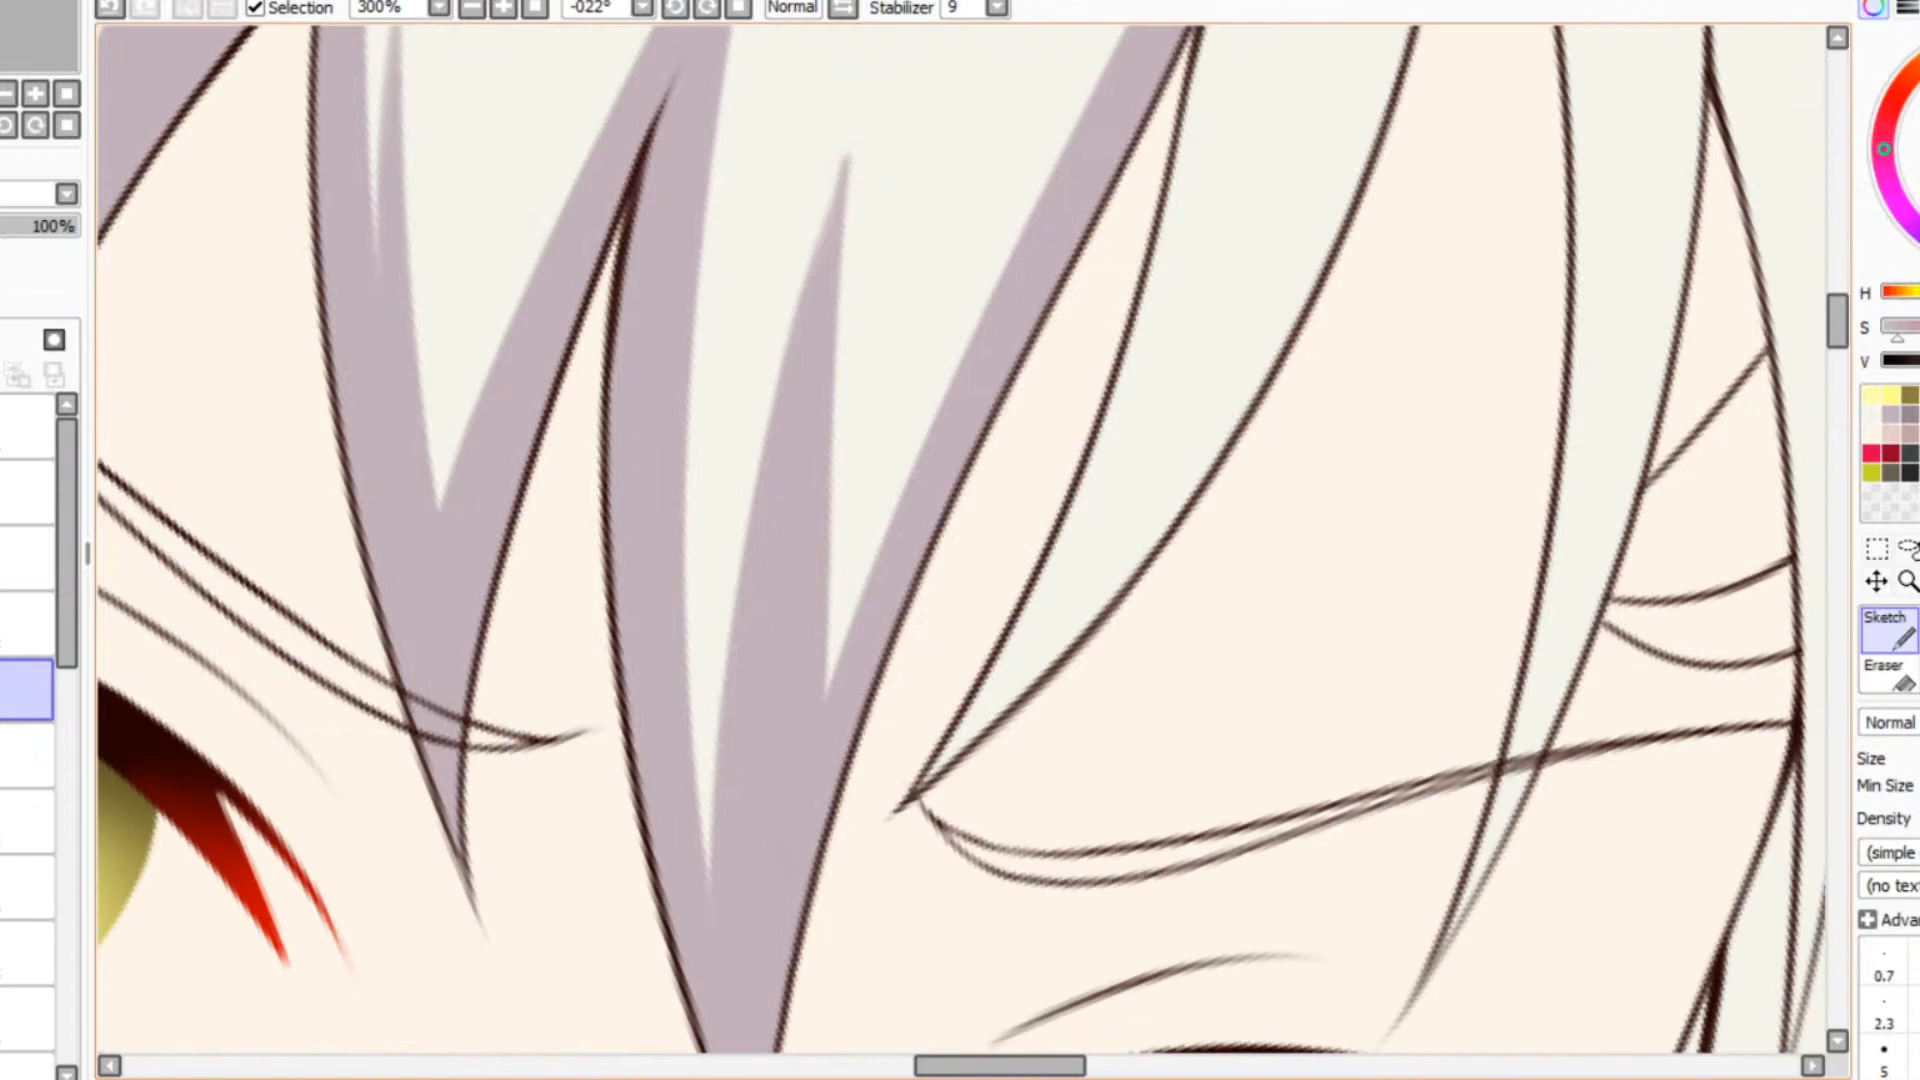 Selection 300% -022° Normal Stabilizer 9
100%
H
S
V
Sketch
Eraser
Normal
Size
Min Size
Density
(simple
(no tex
Adva
0.7
2.3
5